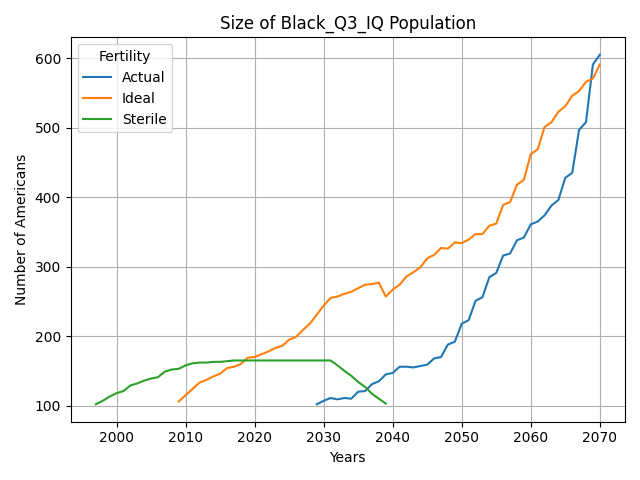 Size of Black_Q3_IQ Population
Fertility
Actual
Ideal
Sterile
Number of Americans
600
500
400
300
200
100
2000 2010 2020 2030 2040 2050 2060 2070
Years